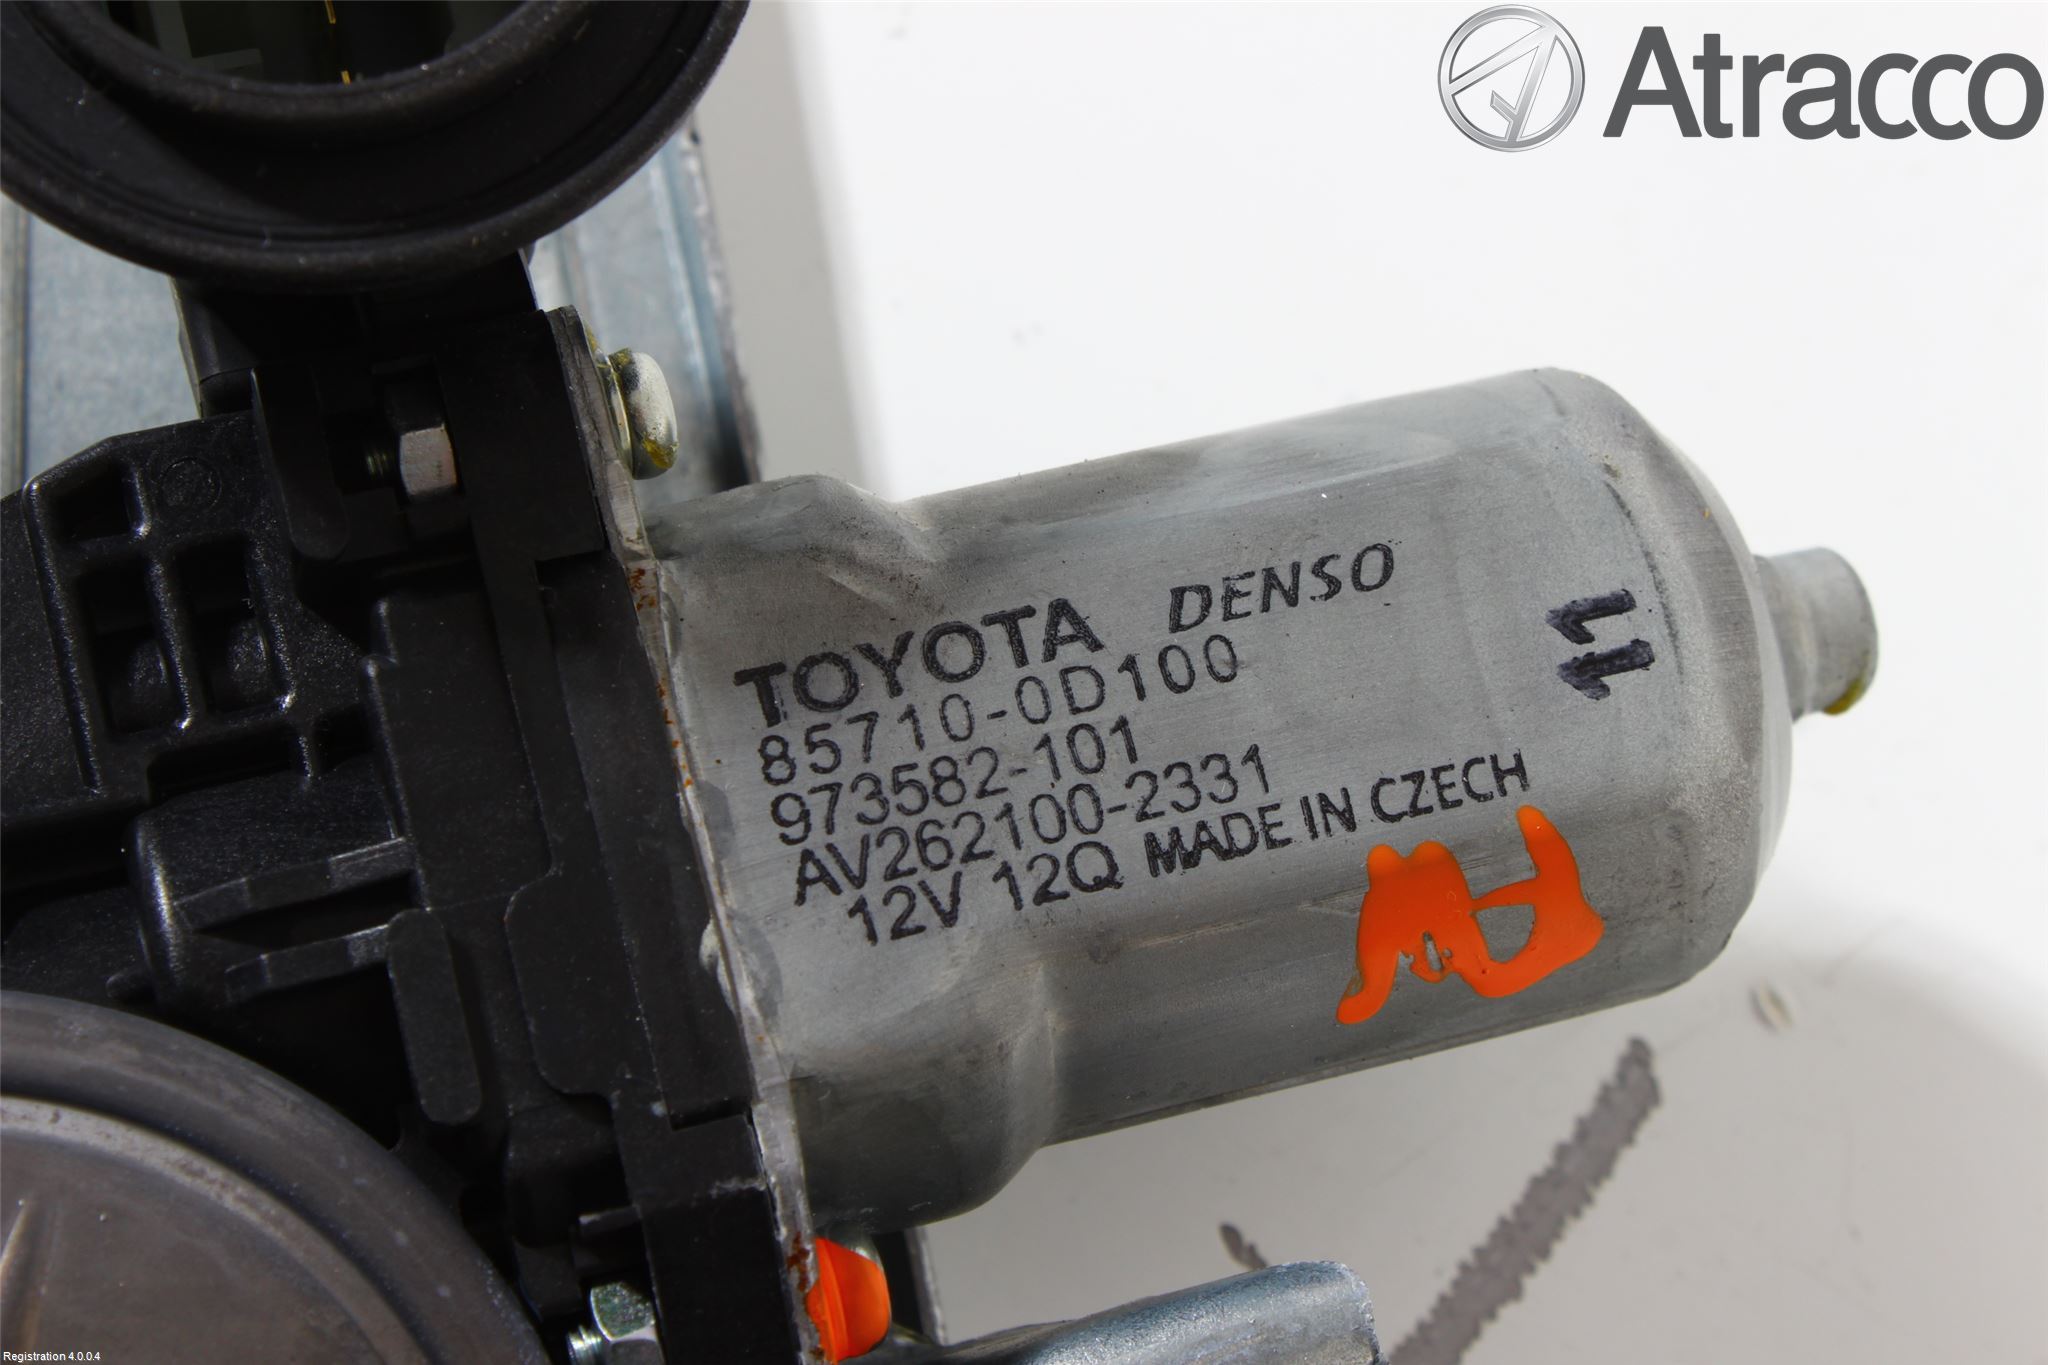 Atracco
TOYOTA DENSO
85710-0D100
973582-101
AV262100-2331
12V 12Q MADE IN CZECH
11
Registration 4.0.0.4